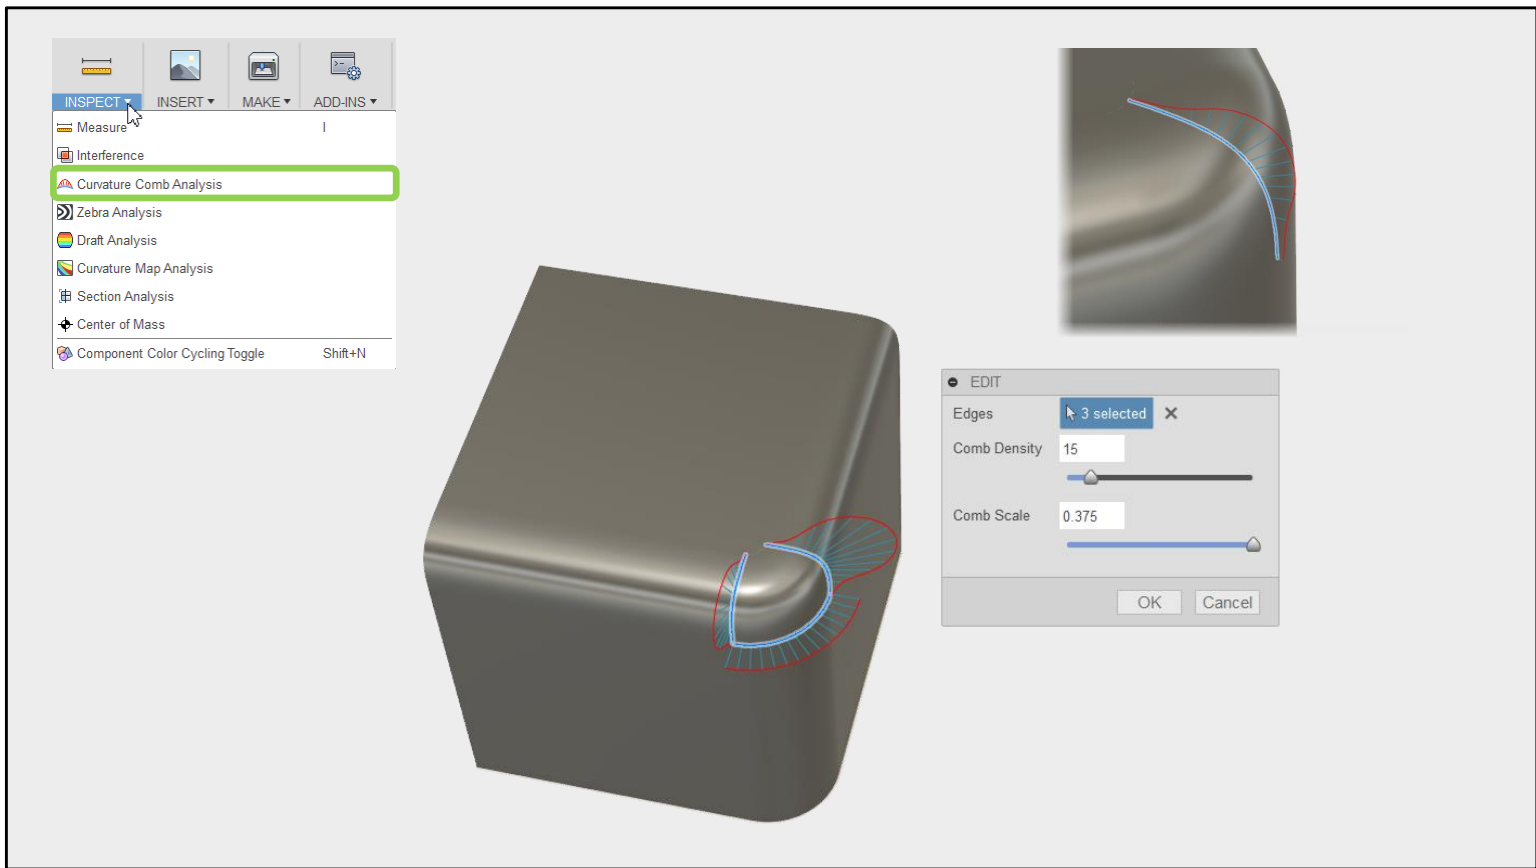 INSPECT INSERT MAKE ADD-INS
Measure I
Interference
Curvature Comb Analysis
Zebra Analysis
Draft Analysis
Curvature Map Analysis
Section Analysis
Center of Mass
Component Color Cycling Toggle Shift+N
EDIT
Edges 3 selected
Comb Density 15
Comb Scale 0.375
OK Cancel